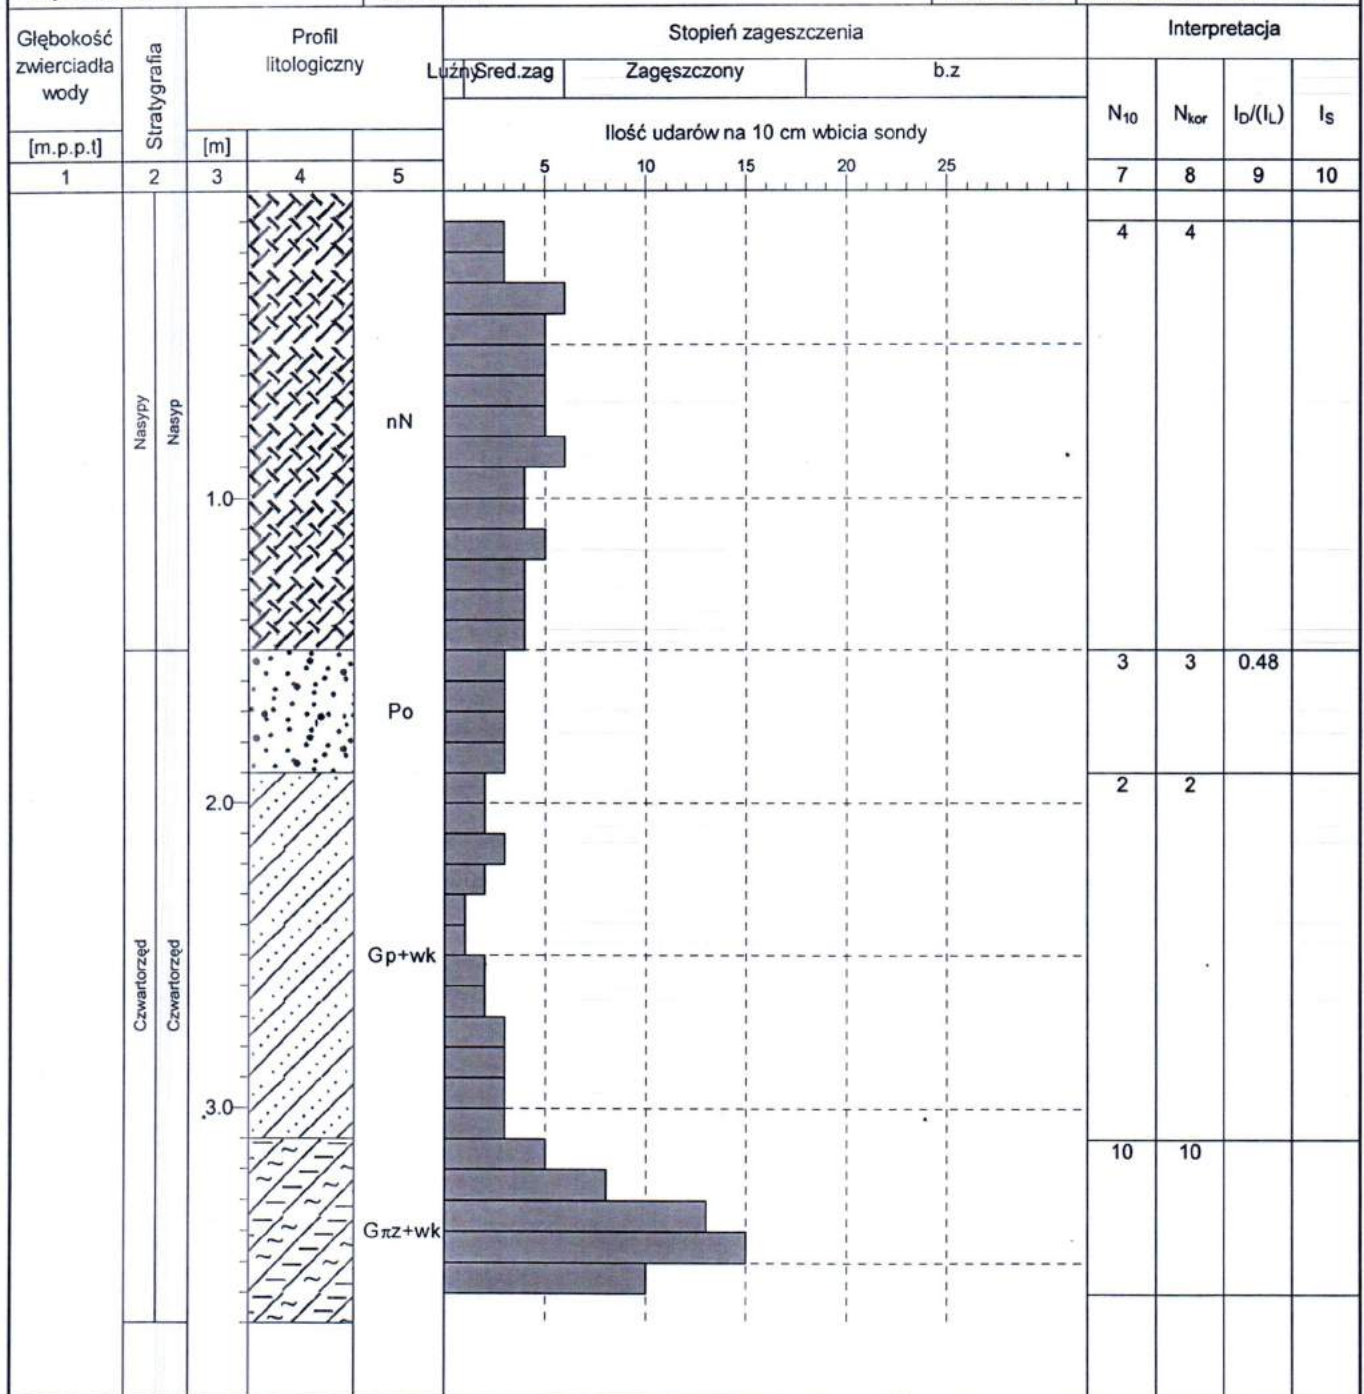 Głębokość
zwierciadła
wody
[m.p.p.t]
1
Stratygrafia
2
Profil
litologiczny
[m]
3
4
5
Stopień zageszczenia
Luźny
Sred.zag
Zagęszczony
b.z
Ilość udarów na 10 cm wbicia sondy
5 10 15 20 25
Interpretacja
N10 Nkor ID/(IL) IS
7 8 9 10
4 4
Nasypy
Nasyp
nN
1.0
3 3 0.48
Po
2 2
2.0
Czwartorzęd
Czwartorzęd
Gp+wk
3.0
10 10
Gπz+wk